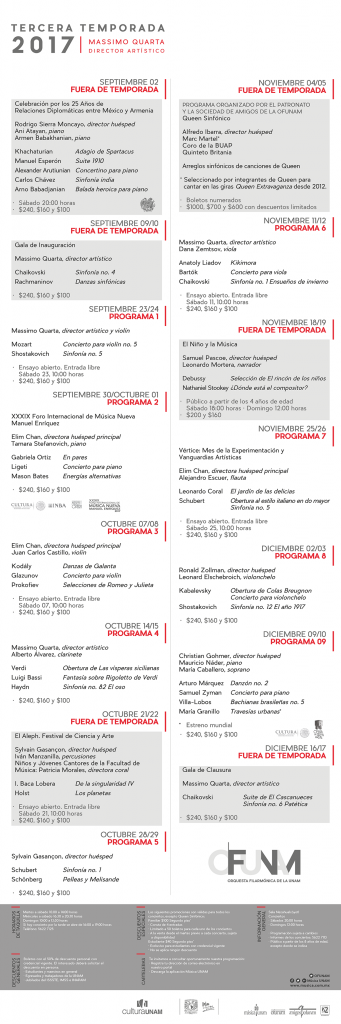 TERCERA TEMPORADA
2017 | MASSIMO QUARTA
DIRECTOR ARTÍSTICO
SEPTIEMBRE 02
FUERA DE TEMPORADA
Celebración por los 25 Años de
Relaciones Diplomáticas entre México y Armenia
Rodrigo Sierra Moncayo, director huésped
Ani Atayan, piano
Armen Babakhanian, piano
Khachaturian Adagio de Spartacus
Manuel Esperón Suite 1910
Alexander Arutiunian Concertino para piano
Carlos Chávez Sinfonía india
Arno Babadjanian Balada heroica para piano
· Sábado 20:00 horas
· $240, $160 y $100
SEPTIEMBRE 09/10
FUERA DE TEMPORADA
Gala de Inauguración
Massimo Quarta, director artístico
Chaikovski Sinfonía no. 4
Rachmaninov Danzas sinfónicas
· $240, $160 y $100
SEPTIEMBRE 23/24
PROGRAMA 1
Massimo Quarta, director artístico y violín
Mozart Concierto para violín no. 5
Shostakovich Sinfonía no. 5
· Ensayo abierto. Entrada libre
Sábado 23, 10:00 horas
· $240, $160 y $100
SEPTIEMBRE 30/OCTUBRE 01
PROGRAMA 2
XXXIX Foro Internacional de Música Nueva
Manuel Enríquez
Elim Chan, directora huésped principal
Tamara Stefanovich, piano
Gabriela Ortiz En pares
Ligeti Concierto para piano
Mason Bates Energías alternativas
· $240, $160 y $100
CULTURA
INBA
MÚSICA NUEVA
OCTUBRE 07/08
PROGRAMA 3
Elim Chan, directora huésped principal
Juan Carlos Castillo, violín
Kodály Danzas de Galanta
Glazunov Concierto para violín
Prokofiev Selecciones de Romeo y Julieta
· Ensayo abierto. Entrada libre
Sábado 07, 10:00 horas
· $240, $160 y $100
OCTUBRE 14/15
PROGRAMA 4
Massimo Quarta, director artístico
Alberto Álvarez, clarinete
Verdi Obertura de Las vísperas sicilianas
Luigi Bassi Fantasía sobre Rigoletto de Verdi
Haydn Sinfonía no. 82 El oso
· $240, $160 y $100
OCTUBRE 21/22
FUERA DE TEMPORADA
El Aleph. Festival de Ciencia y Arte
Sylvain Gasançon, director huésped
Iván Manzanilla, percusiones
Niños y Jóvenes Cantores de la Facultad de
Música: Patricia Morales, directora coral
I. Baca Lobera De la singularidad IV
Holst Los planetas
· Ensayo abierto. Entrada libre
Sábado 21, 10:00 horas
· $240, $160 y $100
OCTUBRE 28/29
PROGRAMA 5
Sylvain Gasançon, director huésped
Schubert Sinfonía no. 1
Schönberg Pelleas y Melisande
· $240, $160 y $100
NOVIEMBRE 04/05
FUERA DE TEMPORADA
PROGRAMA ORGANIZADO POR EL PATRONATO
Y LA SOCIEDAD DE AMIGOS DE LA OFUNAM
Queen Sinfónico
Alfredo Ibarra, director huésped
Marc Martel*
Coro de la BUAP
Quinteto Britania
Arreglos sinfónicos de canciones de Queen
* Seleccionado por integrantes de Queen para
cantar en las giras Queen Extravaganza desde 2012.
· Boletos numerados
· $1000, $700 y $600 con descuentos limitados
NOVIEMBRE 11/12
PROGRAMA 6
Massimo Quarta, director artístico
Dana Zemtsov, viola
Anatoly Liadov Kikimora
Bartók Concierto para viola
Chaikovski Sinfonía no. 1 Ensueños de invierno
· Ensayo abierto. Entrada libre
Sábado 11, 10:00 horas
· $240, $160 y $100
NOVIEMBRE 18/19
FUERA DE TEMPORADA
El Niño y la Música
Samuel Pascoe, director huésped
Leonardo Mortera, narrador
Debussy Selección de El rincón de los niños
Nathaniel Stookey ¿Dónde está el compositor?
· Público a partir de los 4 años de edad
Sábado 18:00 horas · Domingo 12:00 horas
· $200 y $160
NOVIEMBRE 25/26
PROGRAMA 7
Vértice: Mes de la Experimentación y
Vanguardias Artísticas
Elim Chan, directora huésped principal
Alejandro Escuer, flauta
Leonardo Coral El jardín de las delicias
Schubert Obertura al estilo italiano en do mayor
Sinfonía no. 5
· Ensayo abierto. Entrada libre
Sábado 25, 10:00 horas
· $240, $160 y $100
DICIEMBRE 02/03
PROGRAMA 8
Ronald Zollman, director huésped
Leonard Elschebroich, violonchelo
Kabalevsky Obertura de Colas Breugnon
Concierto para violonchelo
Shostakovich Sinfonía no. 12 El año 1917
· $240, $160 y $100
DICIEMBRE 09/10
PROGRAMA 09
Christian Gohmer, director huésped
Mauricio Náder, piano
María Caballero, soprano
Arturo Márquez Danzón no. 2
Samuel Zyman Concierto para piano
Villa-Lobos Bachianas brasileñas no. 5
María Granillo Travesías urbanas*
* Estreno mundial
· $240, $160 y $100
CULTURA
DICIEMBRE 16/17
FUERA DE TEMPORADA
Gala de Clausura
Massimo Quarta, director artístico
Chaikovski Suite de El Cascanueces
Sinfonía no. 6 Patética
· $240, $160 y $100
OFUNAM
ORQUESTA FILARMÓNICA DE LA UNAM
culturaUNAM